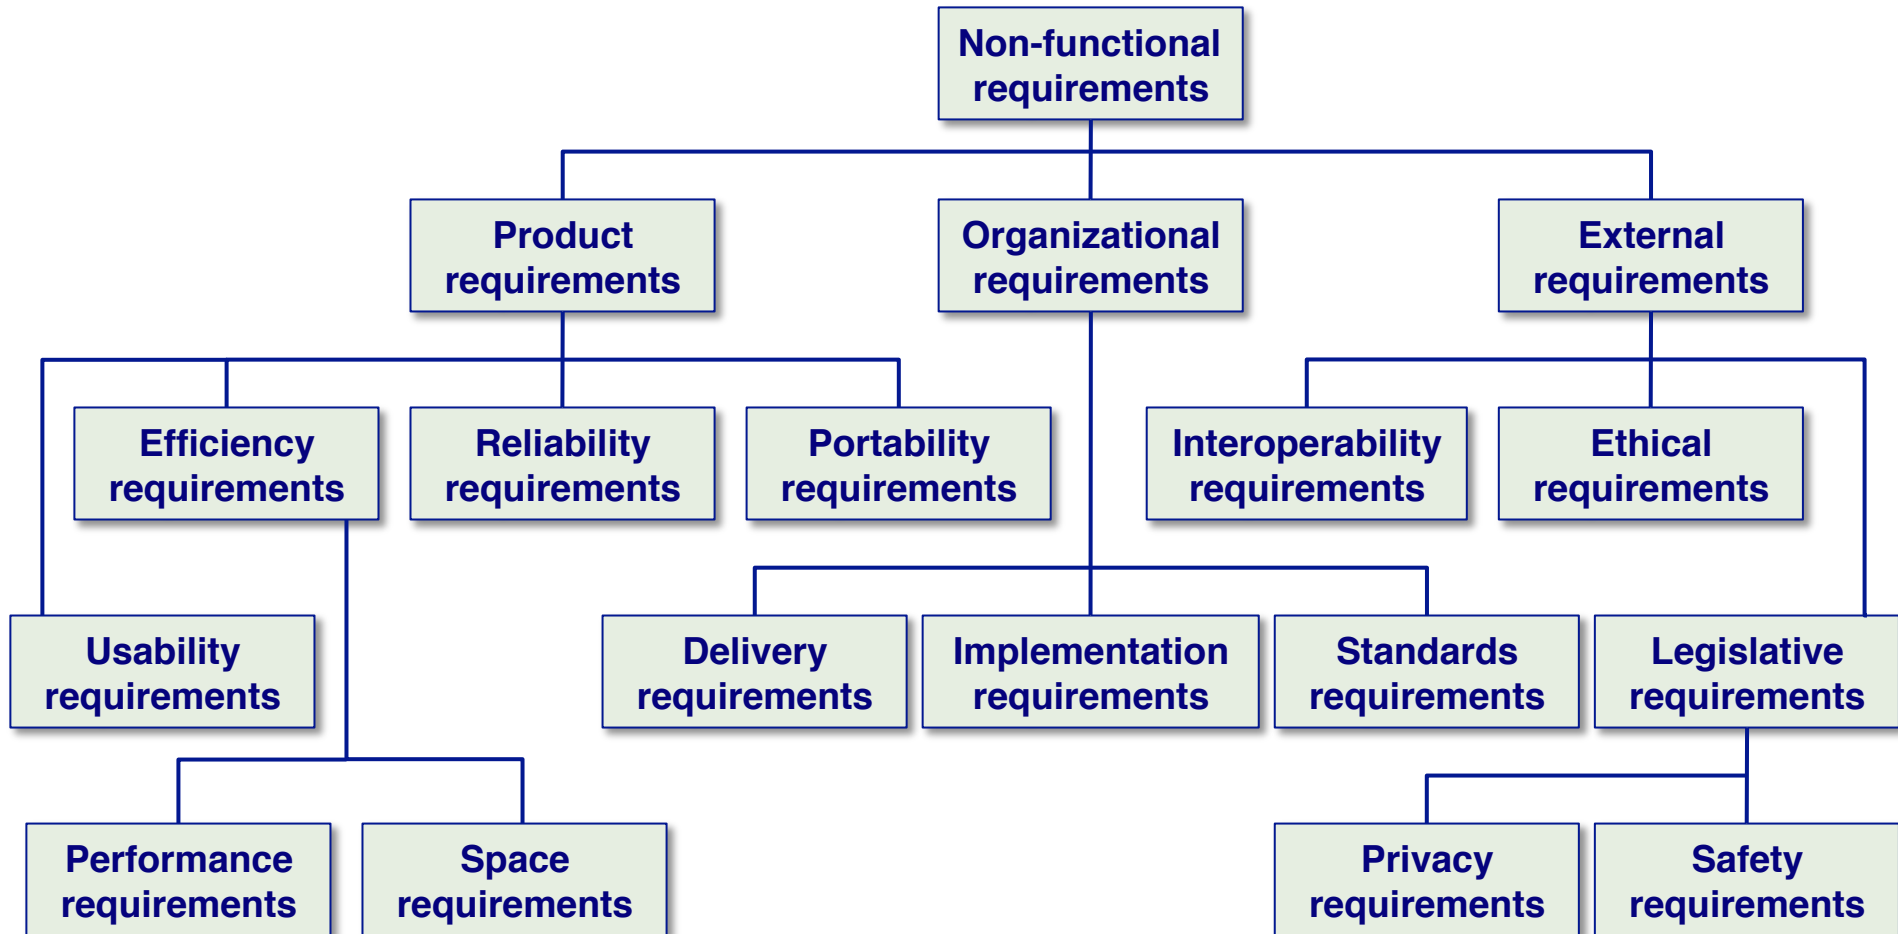 Non-functional
requirements
Product
requirements
Organizational
requirements
External
requirements
Efficiency
requirements
Reliability
requirements
Portability
requirements
Interoperability
requirements
Ethical
requirements
Usability
requirements
Delivery
requirements
Implementation
requirements
Standards
requirements
Legislative
requirements
Performance
requirements
Space
requirements
Privacy
requirements
Safety
requirements